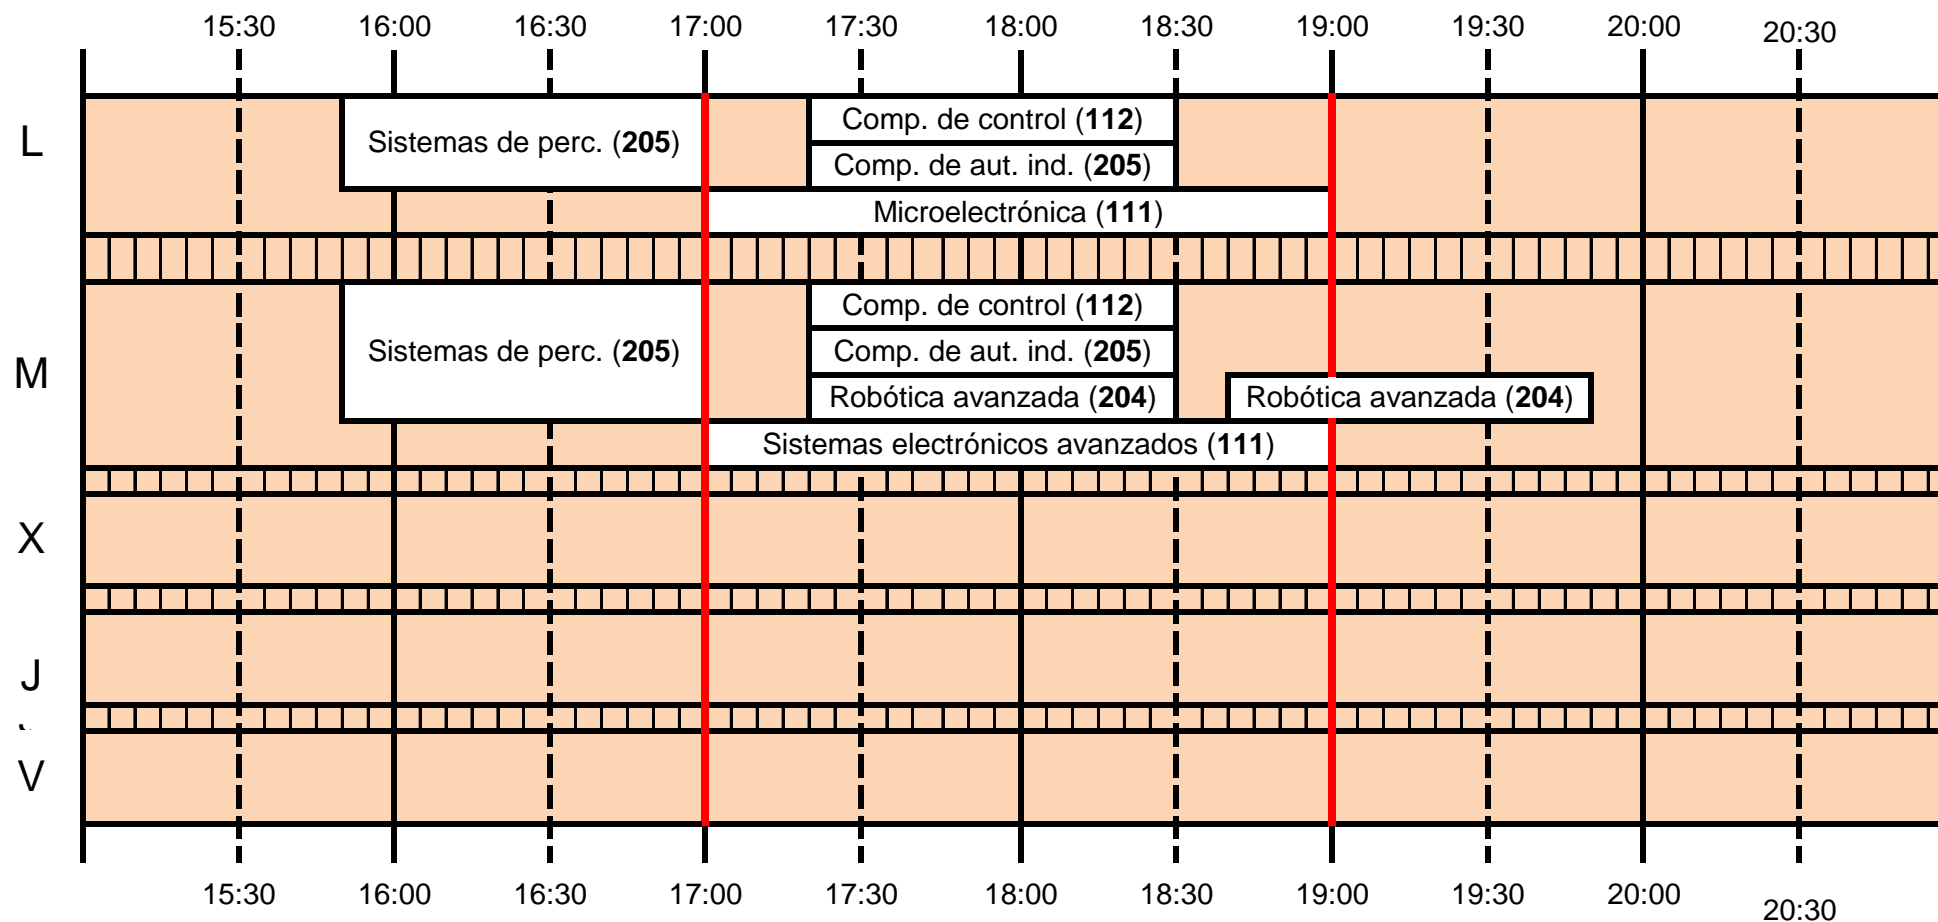 15:30 16:00 16:30 17:00 17:30 18:00 18:30 19:00 19:30 20:00 20:30
L
Sistemas de perc. (205)
Comp. de control (112)
Comp. de aut. ind. (205)
Microelectrónica (111)
M
Sistemas de perc. (205)
Comp. de control (112)
Comp. de aut. ind. (205)
Robótica avanzada (204) Robótica avanzada (204)
Sistemas electrónicos avanzados (111)
X
J
V
15:30 16:00 16:30 17:00 17:30 18:00 18:30 19:00 19:30 20:00 20:30